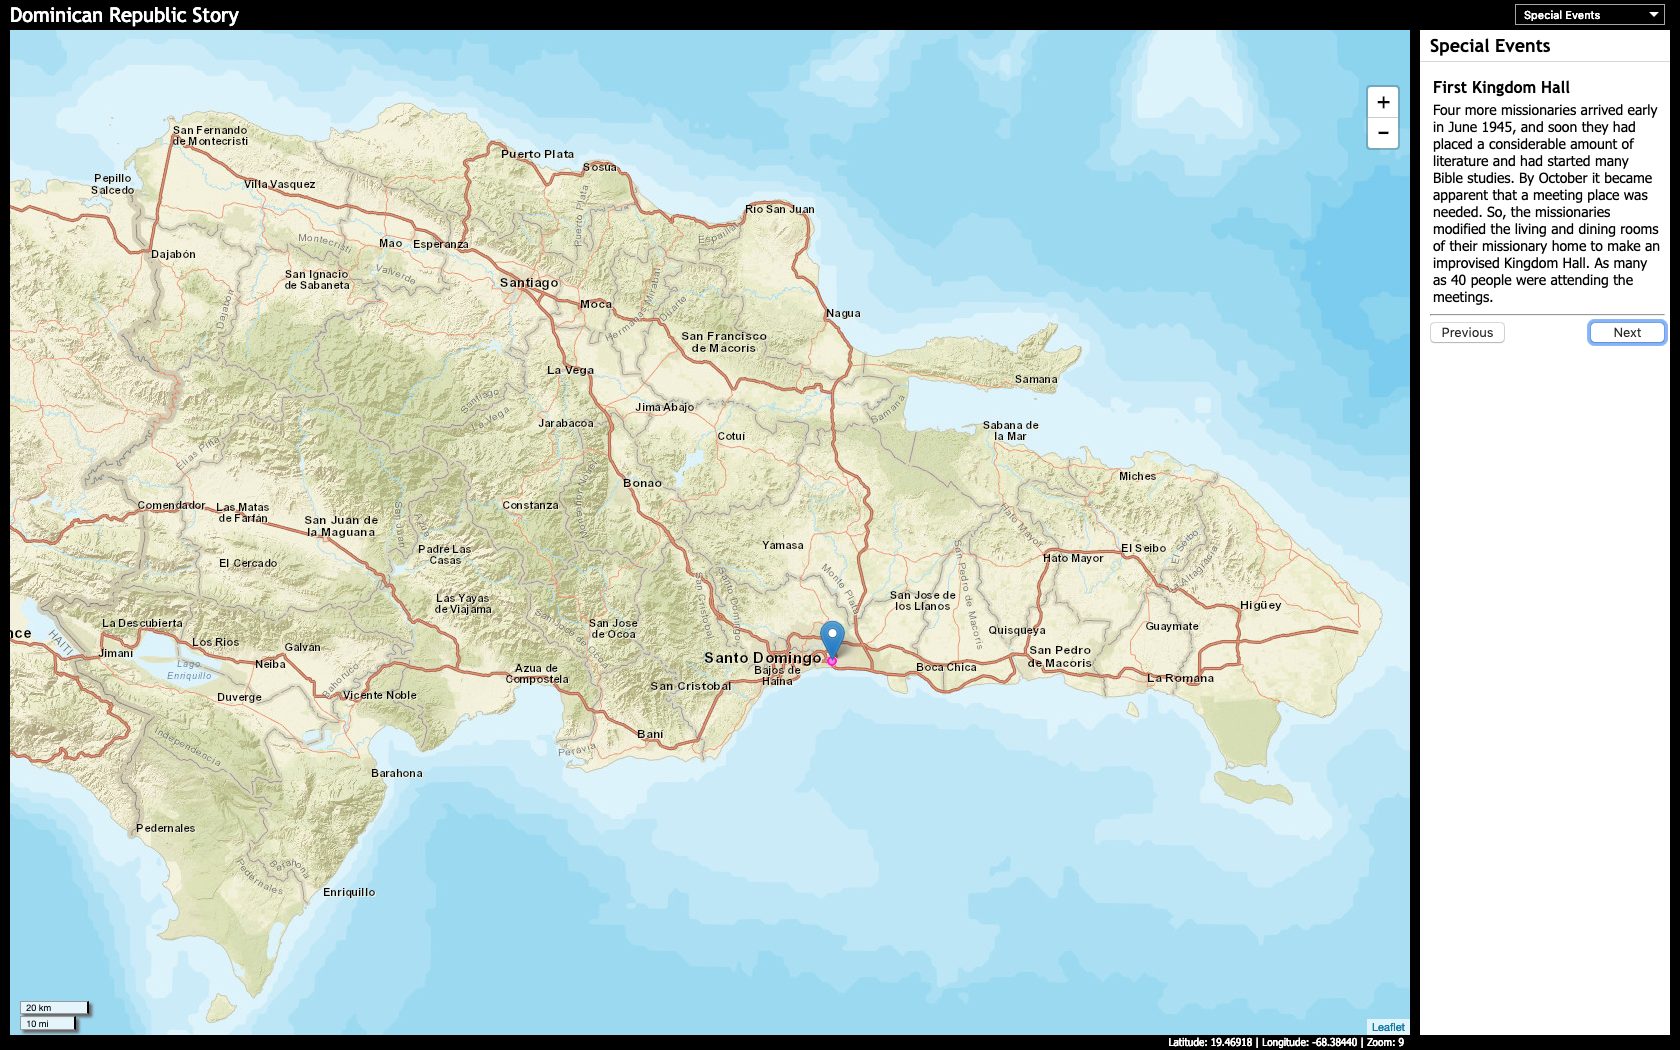 Dominican Republic Story
Special Events
Special Events
First Kingdom Hall
Four more missionaries arrived early
in June 1945, and soon they had
placed a considerable amount of
literature and had started many
Bible studies. By October it became
apparent that a meeting place was
needed. So, the missionaries
modified the living and dining rooms
of their missionary home to make an
improvised Kingdom Hall. As many
as 40 people were attending the
meetings.
Previous
Next
+
−
San Fernando
de Montecristi
Puerto Plata
Sosúa
Pepillo
Salcedo
Villa Vasquez
Puerto Plata
Rio San Juan
Espaillat
Montecristi
Mao
Esperanza
Dajabón
San Ignacio
de Sabaneta
Valverde
Santiago
Hermanas Mirabal
Duarte
Dajabón
Moca
Nagua
San Francisco
de Macorís
La Vega
Samana
Santiago
La Vega
Jima Abajo
Samana
Jarabacoa
Cotuí
Sabana de
la Mar
Elias Piña
Miches
Bonao
Comendador
Las Matas
de Farfán
Constanza
San Juan de
la Maguana
San Juan
Azua
Monseñor Nouel
Hato Mayor
Yamasa
Padre Las
Casas
El Cercado
San Pedro de Macorís
Hato Mayor
El Seibo
El Seibo
La Altagracia
Monte Plata
San Cristobal
Santo Domingo
Las Yayas
de Viajama
San Jose de
los Llanos
Higüey
La Descubierta
San Jose
de Ocoa
San Jose de Ocoa
Quisqueya
Guaymate
nce
HAITI
Los Rios
Galván
Jimani
Neiba
Lago
Enriquillo
Santo Domingo
Bajos de
Haina
San Pedro
de Macoris
Boca Chica
Azua de
Compostela
La Romana
San Cristobal
Bahoruco
Duverge
Vicente Noble
Baní
Independencia
Peravia
Barahona
Pedernales
Barahona
Pedernales
Enriquillo
20 km
10 mi
Leaflet
Latitude: 19.46918 | Longitude: -68.38440 | Zoom: 9